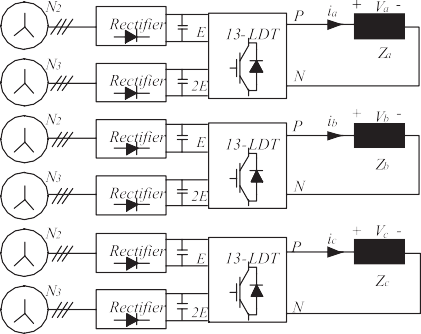 N2 Rectifier E 13-LDT P ia + Va -
Za
N3 Rectifier 2E N
N2 Rectifier E 13-LDT P ib + Vb -
Zb
N3 Rectifier 2E N
N2 Rectifier E 13-LDT P ic + Vc -
Zc
N3 Rectifier 2E N